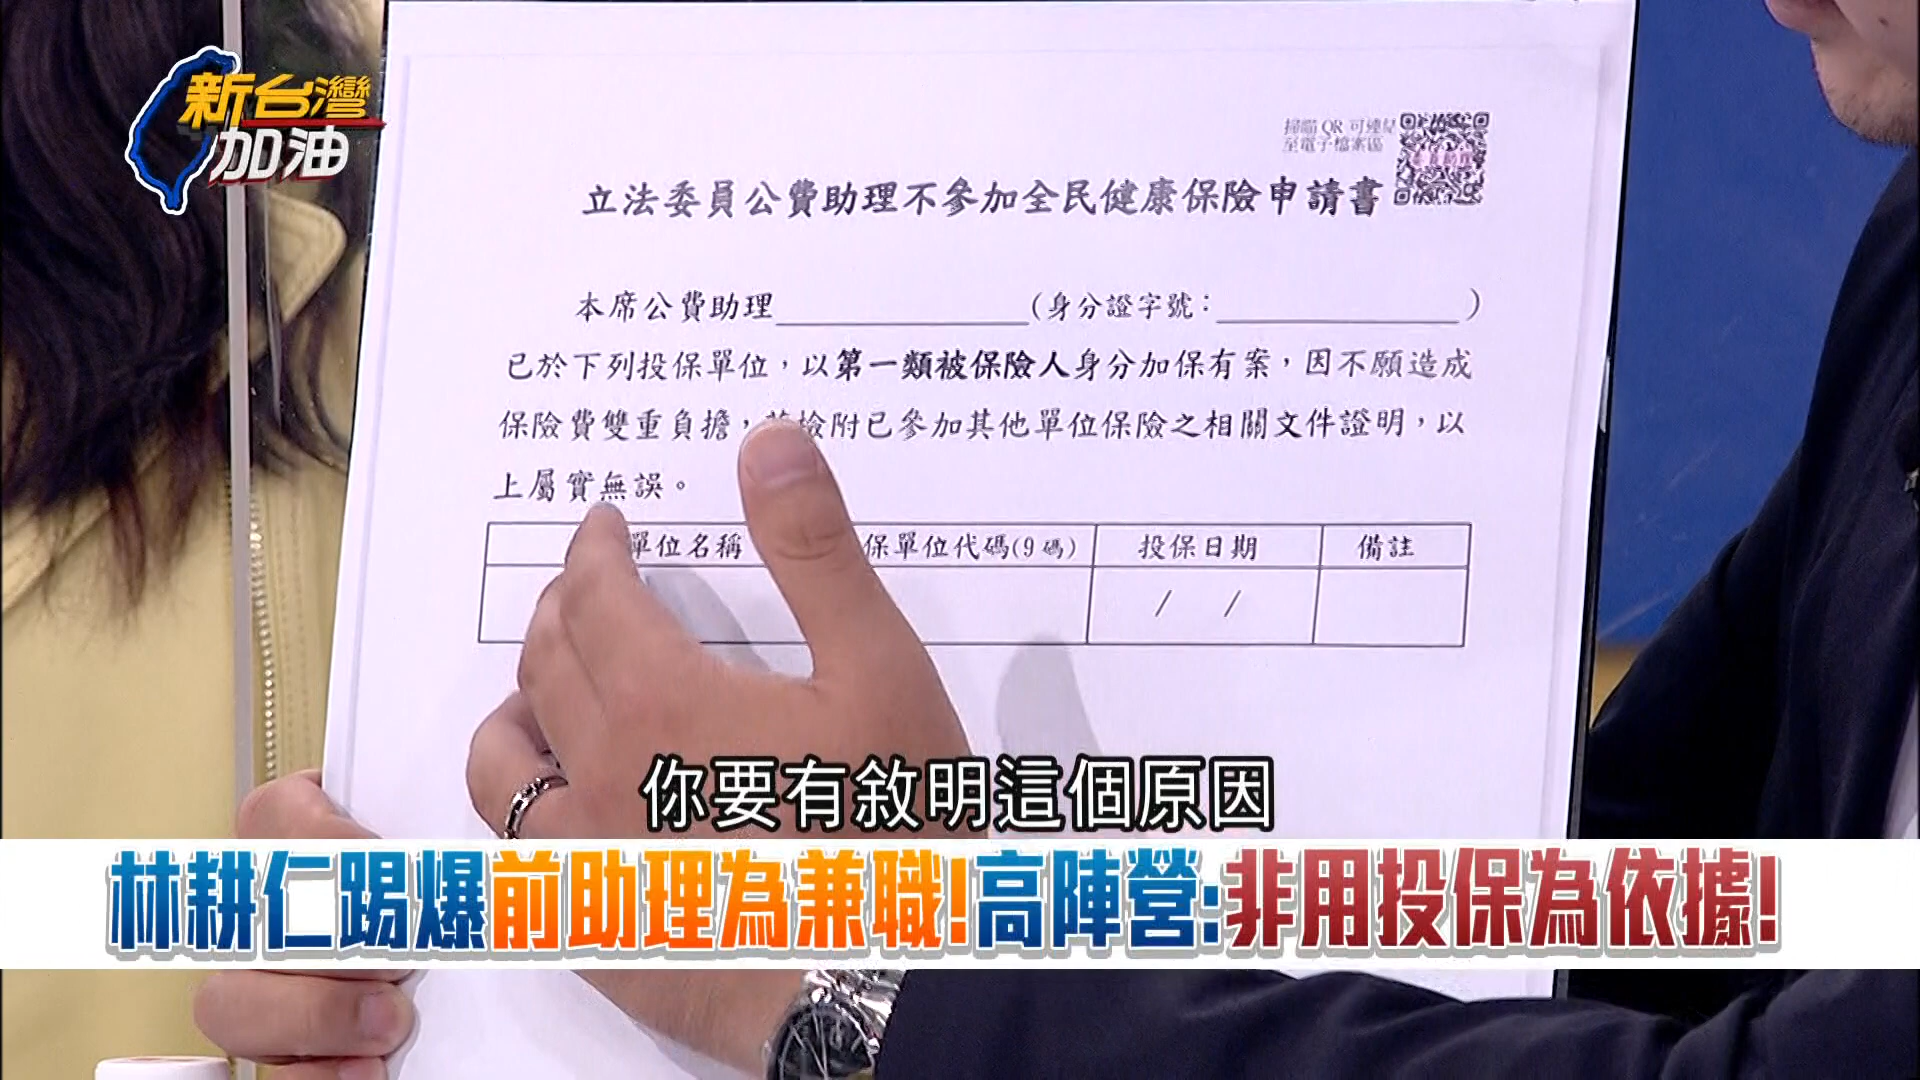 新台灣
加油
掃瞄 QR 可連結
至電子檔案區
立法委員公費助理不參加全民健康保險申請書
本席公費助理 (身分證字號: )
已於下列投保單位，以第一類被保險人身分加保有案，因不願造成
保險費雙重負擔，檢附已參加其他單位保險之相關文件證明，以
上屬實無誤。
單位名稱 保單位代碼(9碼) 投保日期 備註
/ /
你要有敘明這個原因
林耕仁踢爆前助理為兼職!高陣營:非用投保為依據!